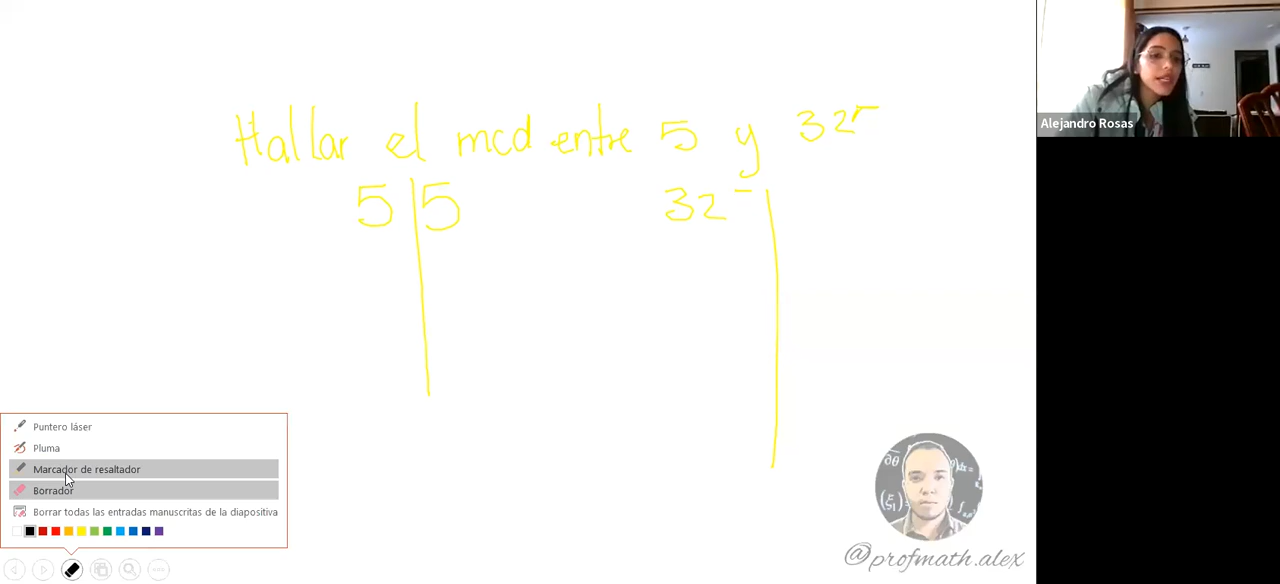 Hallar el mcd entre 5 y 32
5 5 32
Alejandro Rosas
Puntero láser
Pluma
Marcador de resaltador
Borrador
Borrar todas las entradas manuscritas de la diapositiva
@profmath.alex